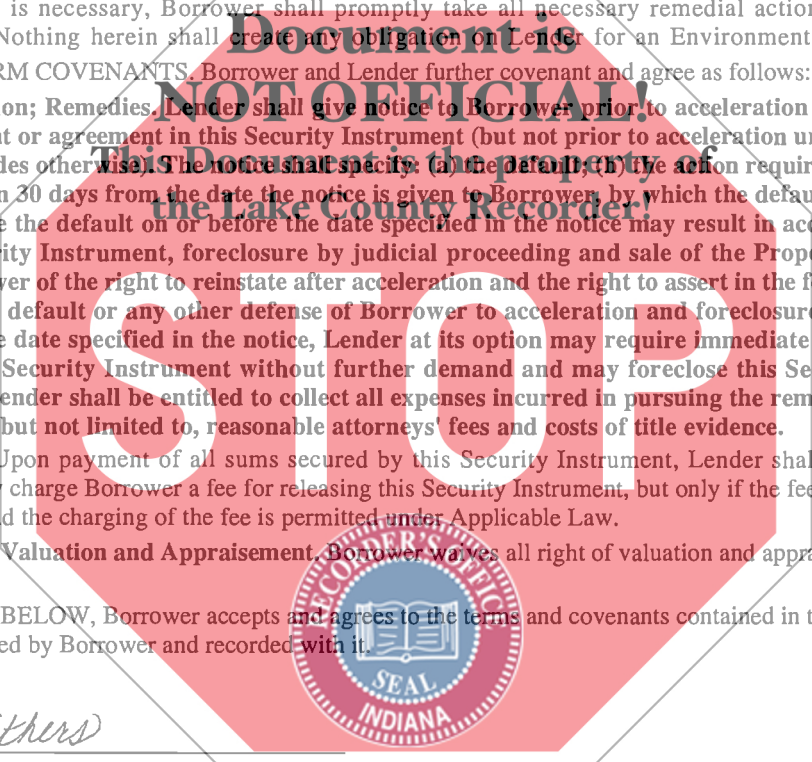 is necessary, Borrower shall promptly take all necessary remedial action
Document is
Nothing herein shall create any obligation on Lender for an Environment
RM COVENANTS. Borrower and Lender further covenant and agree as follows:
NOT OFFICIAL!
on; Remedies. Lender shall give notice to Borrower prior to acceleration
t or agreement in this Security Instrument (but not prior to acceleration un
This Document is the property of
des otherwise). The notice shall specify: (a) the default; (b) the action requir
n 30 days from the date the notice is given to Borrower, by which the defau
the Lake County Recorder!
e the default on or before the date specified in the notice may result in acc
ity Instrument, foreclosure by judicial proceeding and sale of the Prope
ver of the right to reinstate after acceleration and the right to assert in the f
default or any other defense of Borrower to acceleration and foreclosure
e date specified in the notice, Lender at its option may require immediate
STOP
Security Instrument without further demand and may foreclose this Se
ender shall be entitled to collect all expenses incurred in pursuing the rem
but not limited to, reasonable attorneys' fees and costs of title evidence.
Upon payment of all sums secured by this Security Instrument, Lender shal
y charge Borrower a fee for releasing this Security Instrument, but only if the fee
d the charging of the fee is permitted under Applicable Law.
Valuation and Appraisement. Borrower waives all right of valuation and appra
RECORDER'S OFFICE
BELOW, Borrower accepts and agrees to the terms and covenants contained in t
ed by Borrower and recorded with it.
SEAL
INDIANA
thers